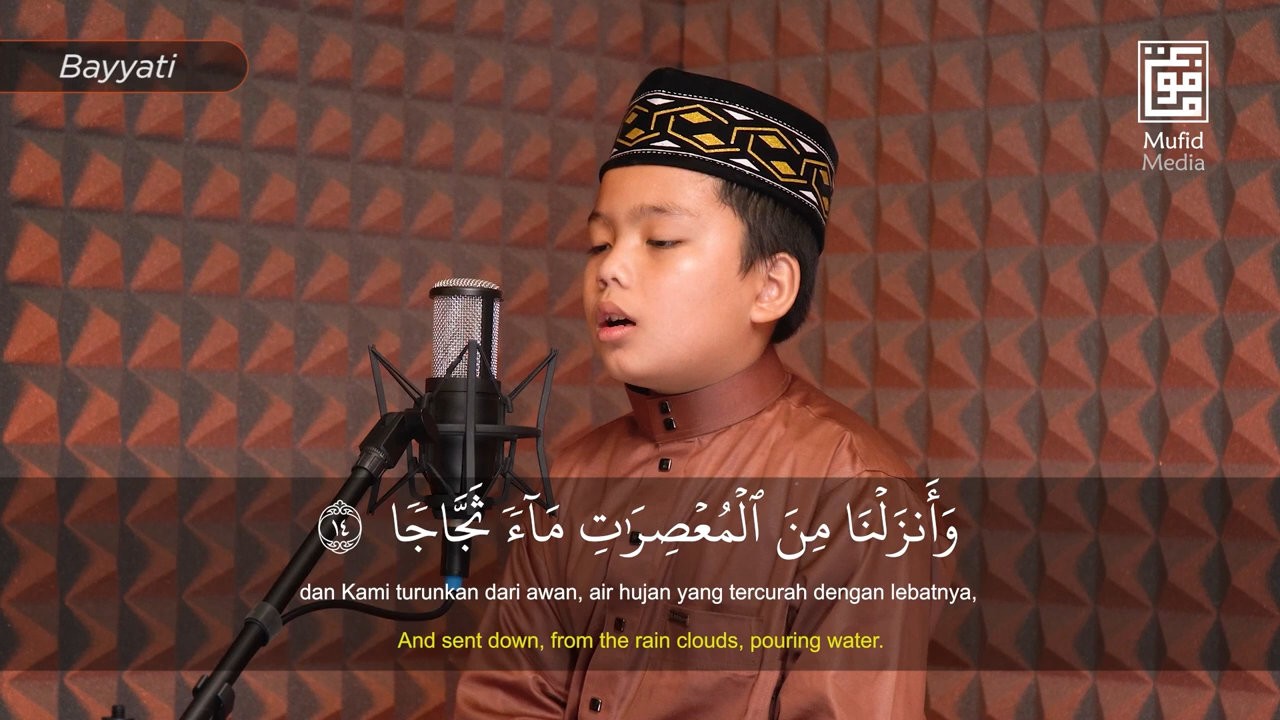 Bayyati
Mufid
Media
وَأَنزَلْنَا مِنَ ٱلْمُعْصِرَٰتِ مَآءً ثَجَّاجًا ١٤
dan Kami turunkan dari awan, air hujan yang tercurah dengan lebatnya,
And sent down, from the rain clouds, pouring water.